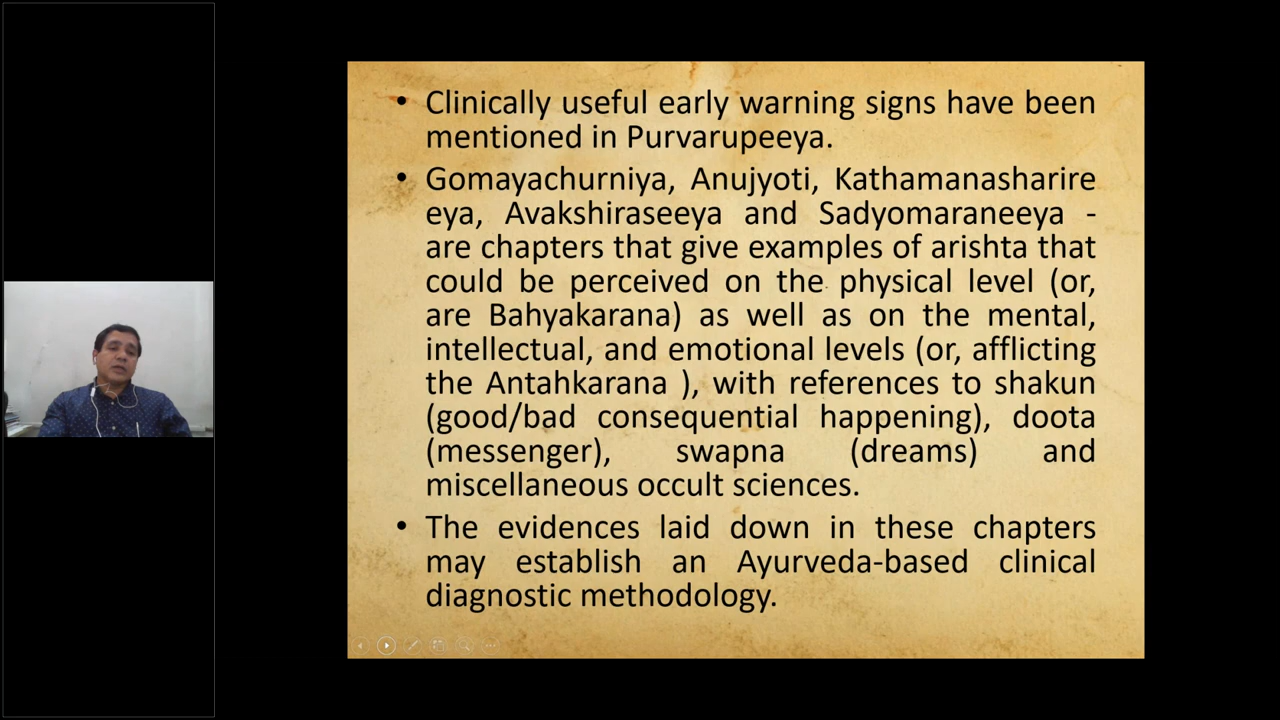 • Clinically useful early warning signs have been
mentioned in Purvarupeeya.
• Gomayachurniya, Anujyoti, Kathamanasharire
eya, Avakshiraseeya and Sadyomaraneeya -
are chapters that give examples of arishta that
could be perceived on the physical level (or,
are Bahyakarana) as well as on the mental,
intellectual, and emotional levels (or, afflicting
the Antahkarana ), with references to shakun
(good/bad consequential happening), doota
(messenger), swapna (dreams) and
miscellaneous occult sciences.
• The evidences laid down in these chapters
may establish an Ayurveda-based clinical
diagnostic methodology.